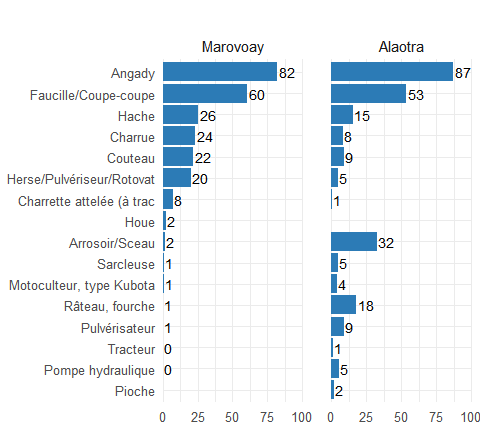 Marovoay Alaotra
Angady 82 87
Faucille/Coupe-coupe 60 53
Hache 26 15
Charrue 24 8
Couteau 22 9
Herse/Pulvériseur/Rotovat 20 5
Charrette attelée (à trac 8 1
Houe 2
Arrosoir/Sceau 2 32
Sarcleuse 1 5
Motoculteur, type Kubota 1 4
Râteau, fourche 1 18
Pulvérisateur 1 9
Tracteur 0 1
Pompe hydraulique 0 5
Pioche 2
0 25 50 75 100 0 25 50 75 100